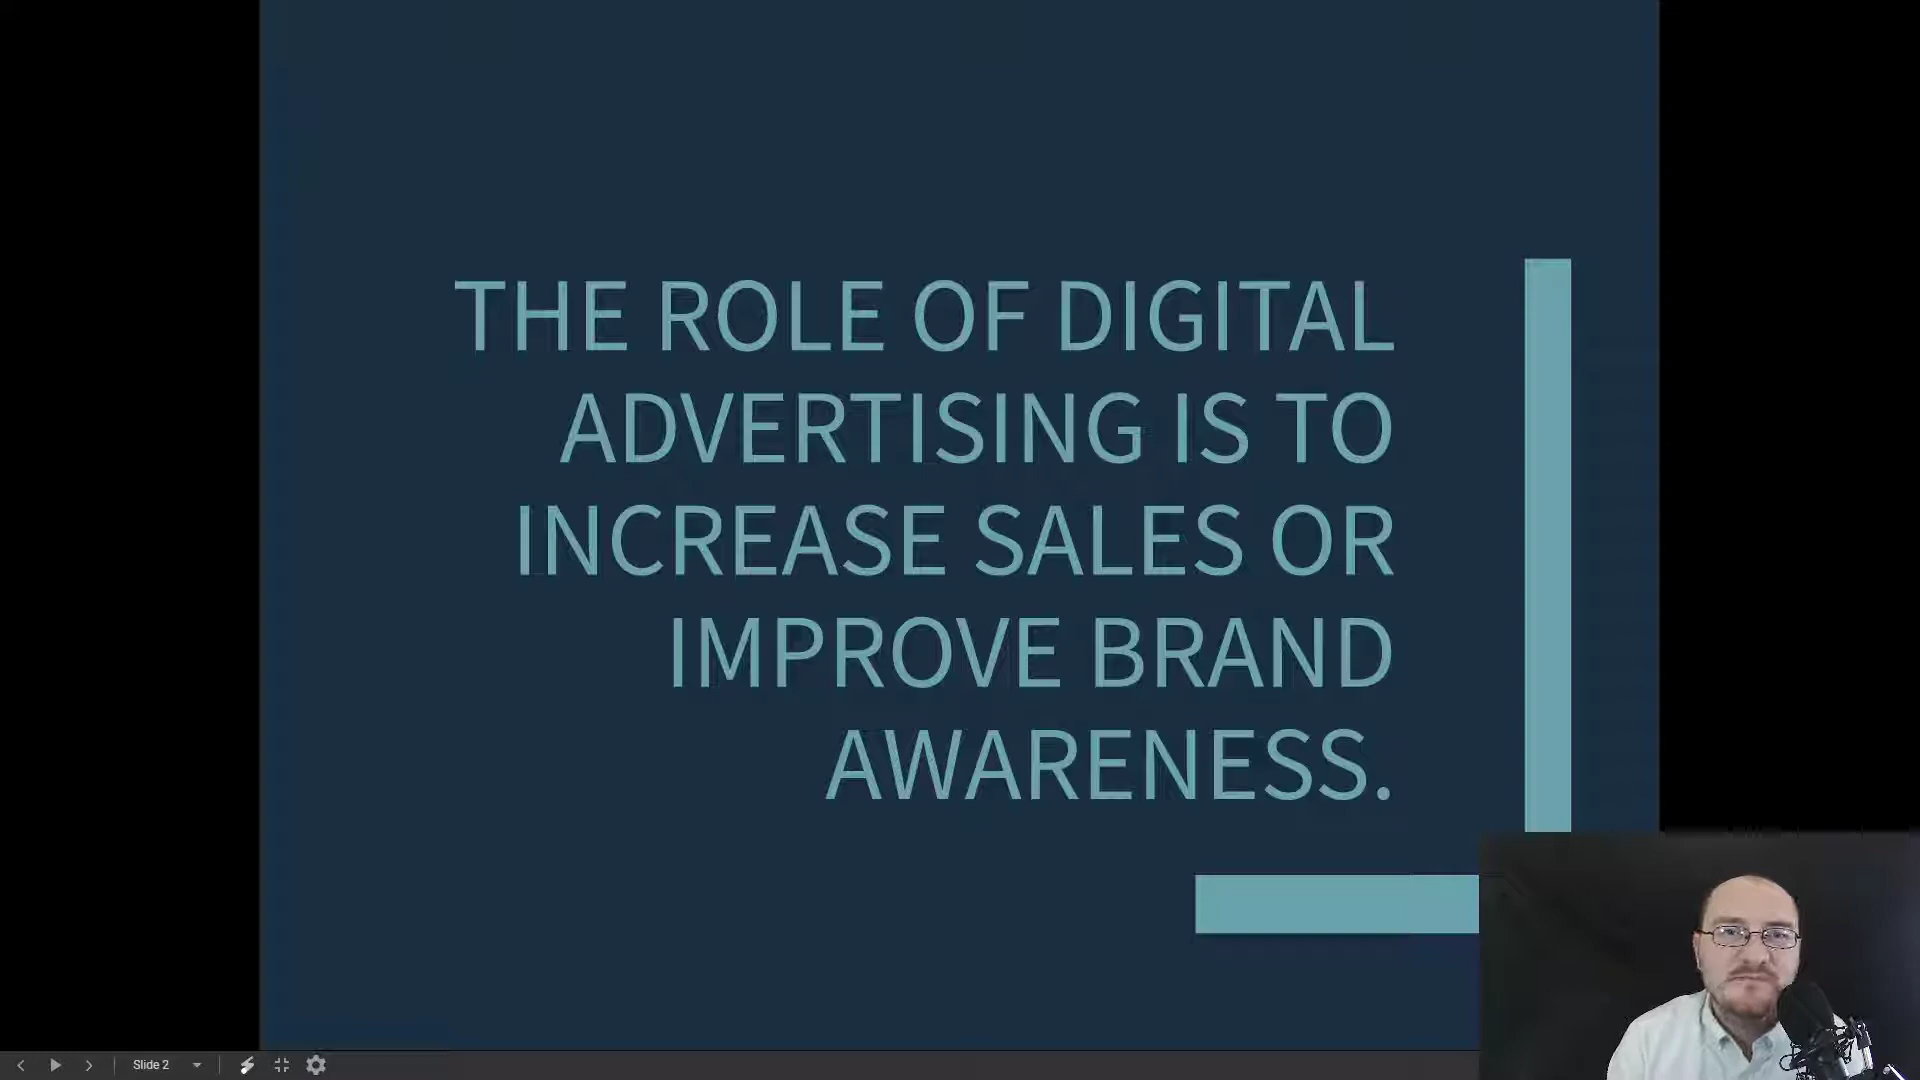 THE ROLE OF DIGITAL
ADVERTISING IS TO
INCREASE SALES OR
IMPROVE BRAND
AWARENESS.
Slide 2